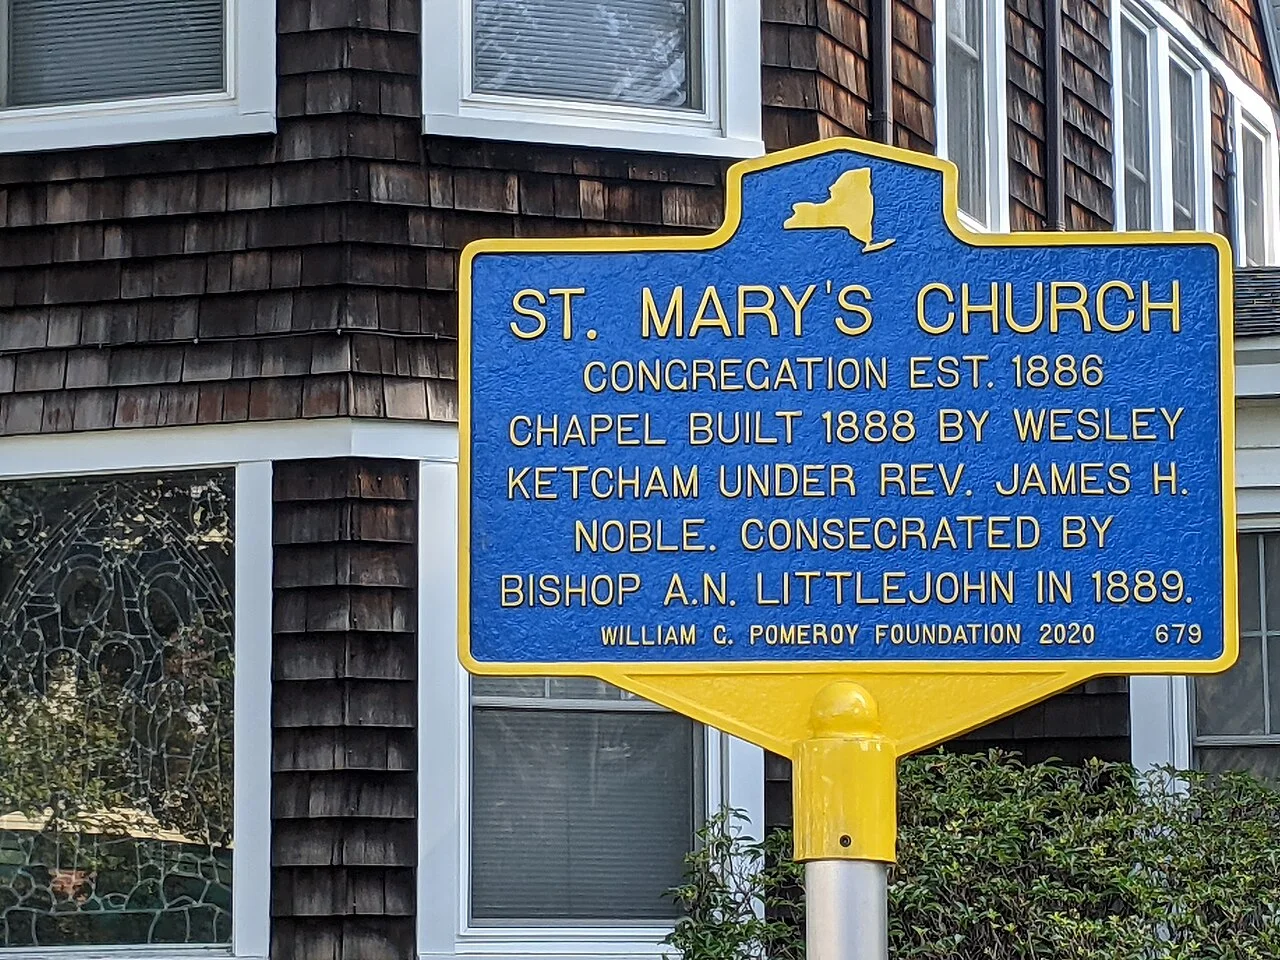 ST. MARY'S CHURCH
CONGREGATION EST. 1886
CHAPEL BUILT 1888 BY WESLEY
KETCHAM UNDER REV. JAMES H.
NOBLE. CONSECRATED BY
BISHOP A.N. LITTLEJOHN IN 1889.
WILLIAM G. POMEROY FOUNDATION 2020 679